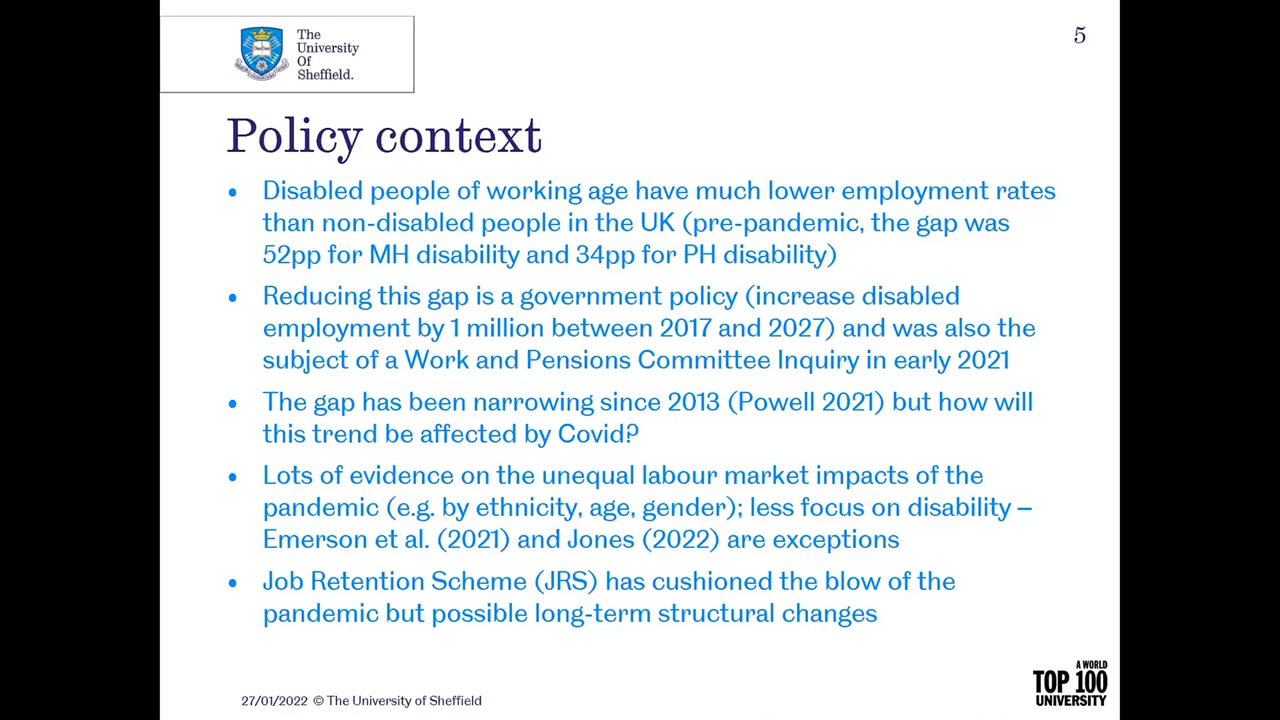 The
University
Of
Sheffield.
5
Policy context
• Disabled people of working age have much lower employment rates
than non-disabled people in the UK (pre-pandemic, the gap was
52pp for MH disability and 34pp for PH disability)
• Reducing this gap is a government policy (increase disabled
employment by 1 million between 2017 and 2027) and was also the
subject of a Work and Pensions Committee Inquiry in early 2021
• The gap has been narrowing since 2013 (Powell 2021) but how will
this trend be affected by Covid?
• Lots of evidence on the unequal labour market impacts of the
pandemic (e.g. by ethnicity, age, gender); less focus on disability –
Emerson et al. (2021) and Jones (2022) are exceptions
• Job Retention Scheme (JRS) has cushioned the blow of the
pandemic but possible long-term structural changes
27/01/2022 © The University of Sheffield
A WORLD
TOP 100
UNIVERSITY